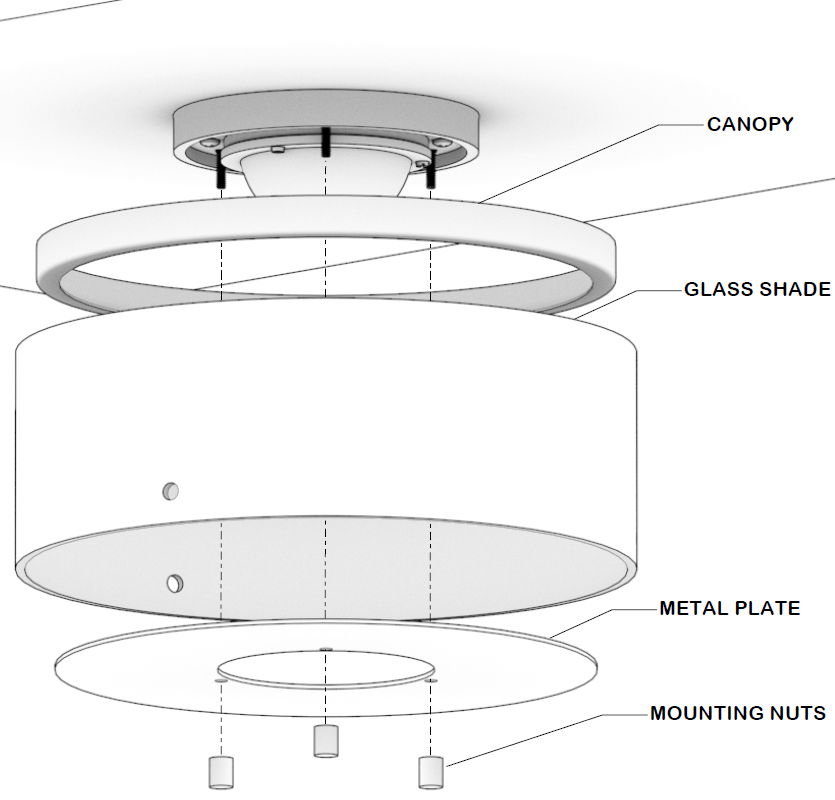 CANOPY
GLASS SHADE
METAL PLATE
MOUNTING NUTS